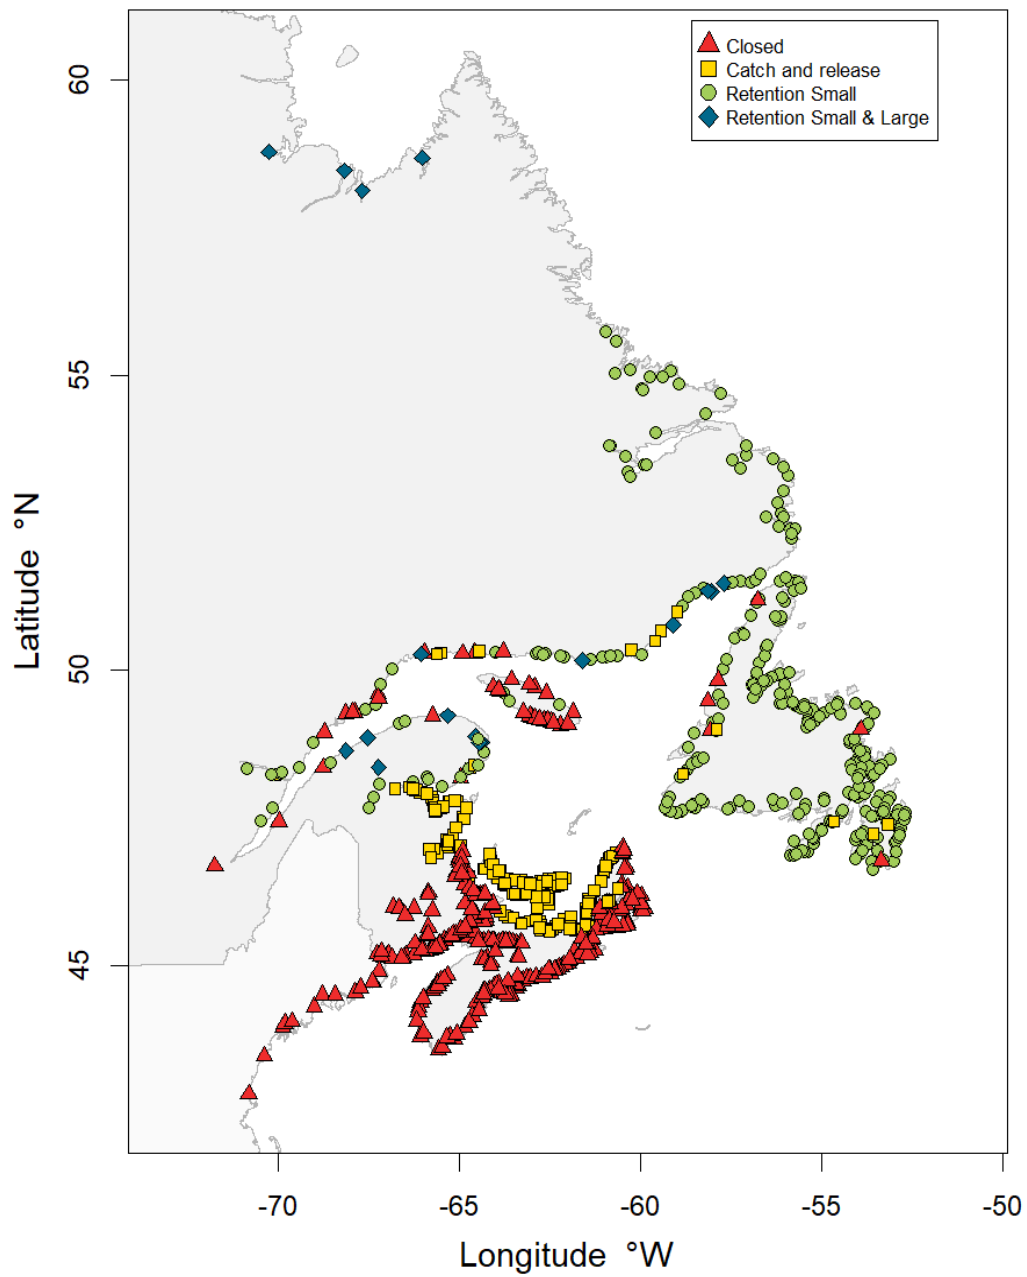 Closed
Catch and release
Retention Small
Retention Small & Large
60
55
50
45
Latitude °N
-70
-65
-60
-55
-50
Longitude °W